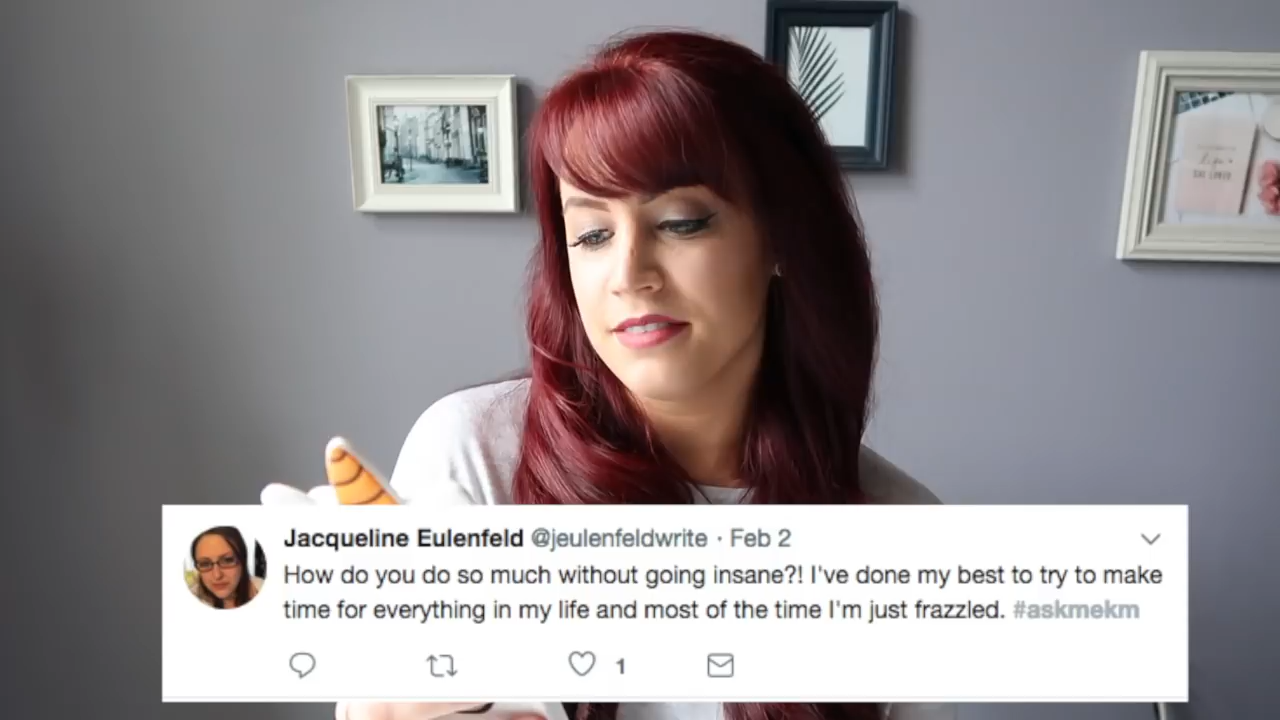 Jacqueline Eulenfeld @jeulenfeldwrite · Feb 2
How do you do so much without going insane?! I've done my best to try to make
time for everything in my life and most of the time I'm just frazzled. #askmekm
1